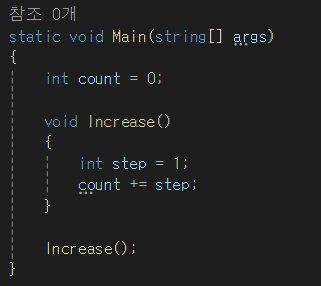 참조 0개
static void Main(string[] args)
{
    int count = 0;

    void Increase()
    {
        int step = 1;
        count += step;
    }

    Increase();
}